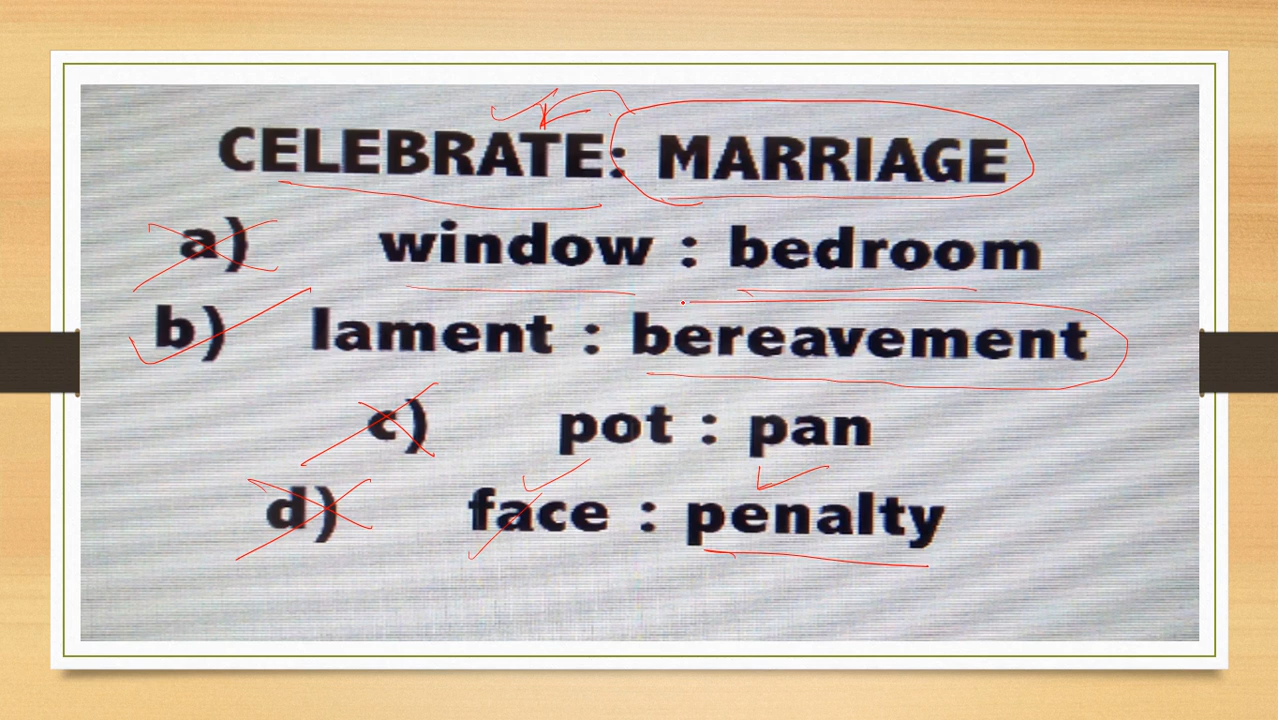 CELEBRATE: MARRIAGE
a) window : bedroom
b) lament : bereavement
c) pot : pan
d) face : penalty